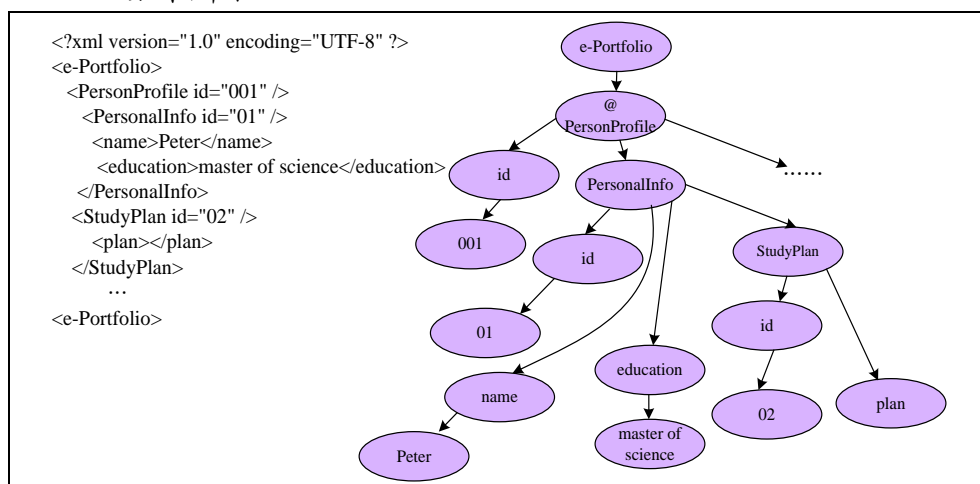 <?xml version="1.0" encoding="UTF-8" ?>
<e-Portfolio>
<PersonProfile id="001" />
<PersonalInfo id="01" />
<name>Peter</name>
<education>master of science</education>
</PersonalInfo>
<StudyPlan id="02" />
<plan></plan>
</StudyPlan>
…
<e-Portfolio>
e-Portfolio
@
PersonProfile
id
PersonalInfo
……
001
id
StudyPlan
01
id
name
education
02
plan
Peter
master of
science